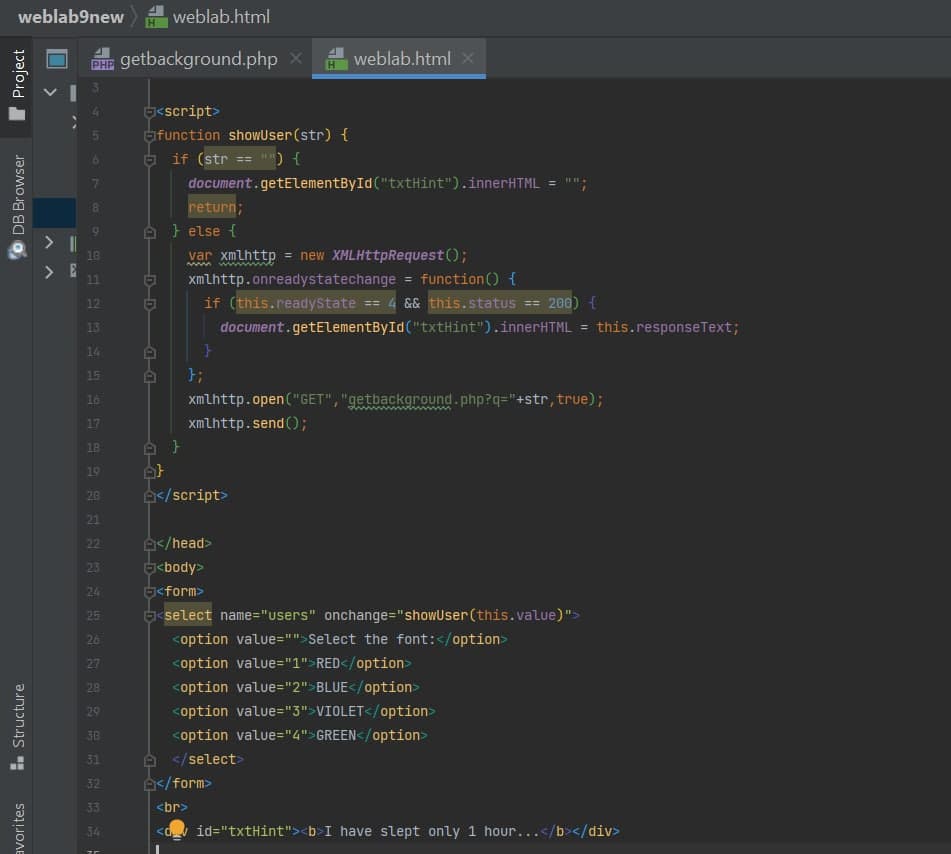 weblab9new weblab.html
Project
getbackground.php
weblab.html
DB Browser
Structure
3
4 <script>
5 function showUser(str) {
6 if (str == "") {
7 document.getElementById("txtHint").innerHTML = "";
8 return;
9 } else {
10 var xmlhttp = new XMLHttpRequest();
11 xmlhttp.onreadystatechange = function() {
12 if (this.readyState == 4 && this.status == 200) {
13 document.getElementById("txtHint").innerHTML = this.responseText;
14 }
15 };
16 xmlhttp.open("GET","getbackground.php?q="+str,true);
17 xmlhttp.send();
18 }
19 }
20 </script>
21
22 </head>
23 <body>
24 <form>
25 <select name="users" onchange="showUser(this.value)">
26 <option value="">Select the font:</option>
27 <option value="1">RED</option>
28 <option value="2">BLUE</option>
29 <option value="3">VIOLET</option>
30 <option value="4">GREEN</option>
31 </select>
32 </form>
33 <br>
34 <div id="txtHint"><b>I have slept only 1 hour...</b></div>